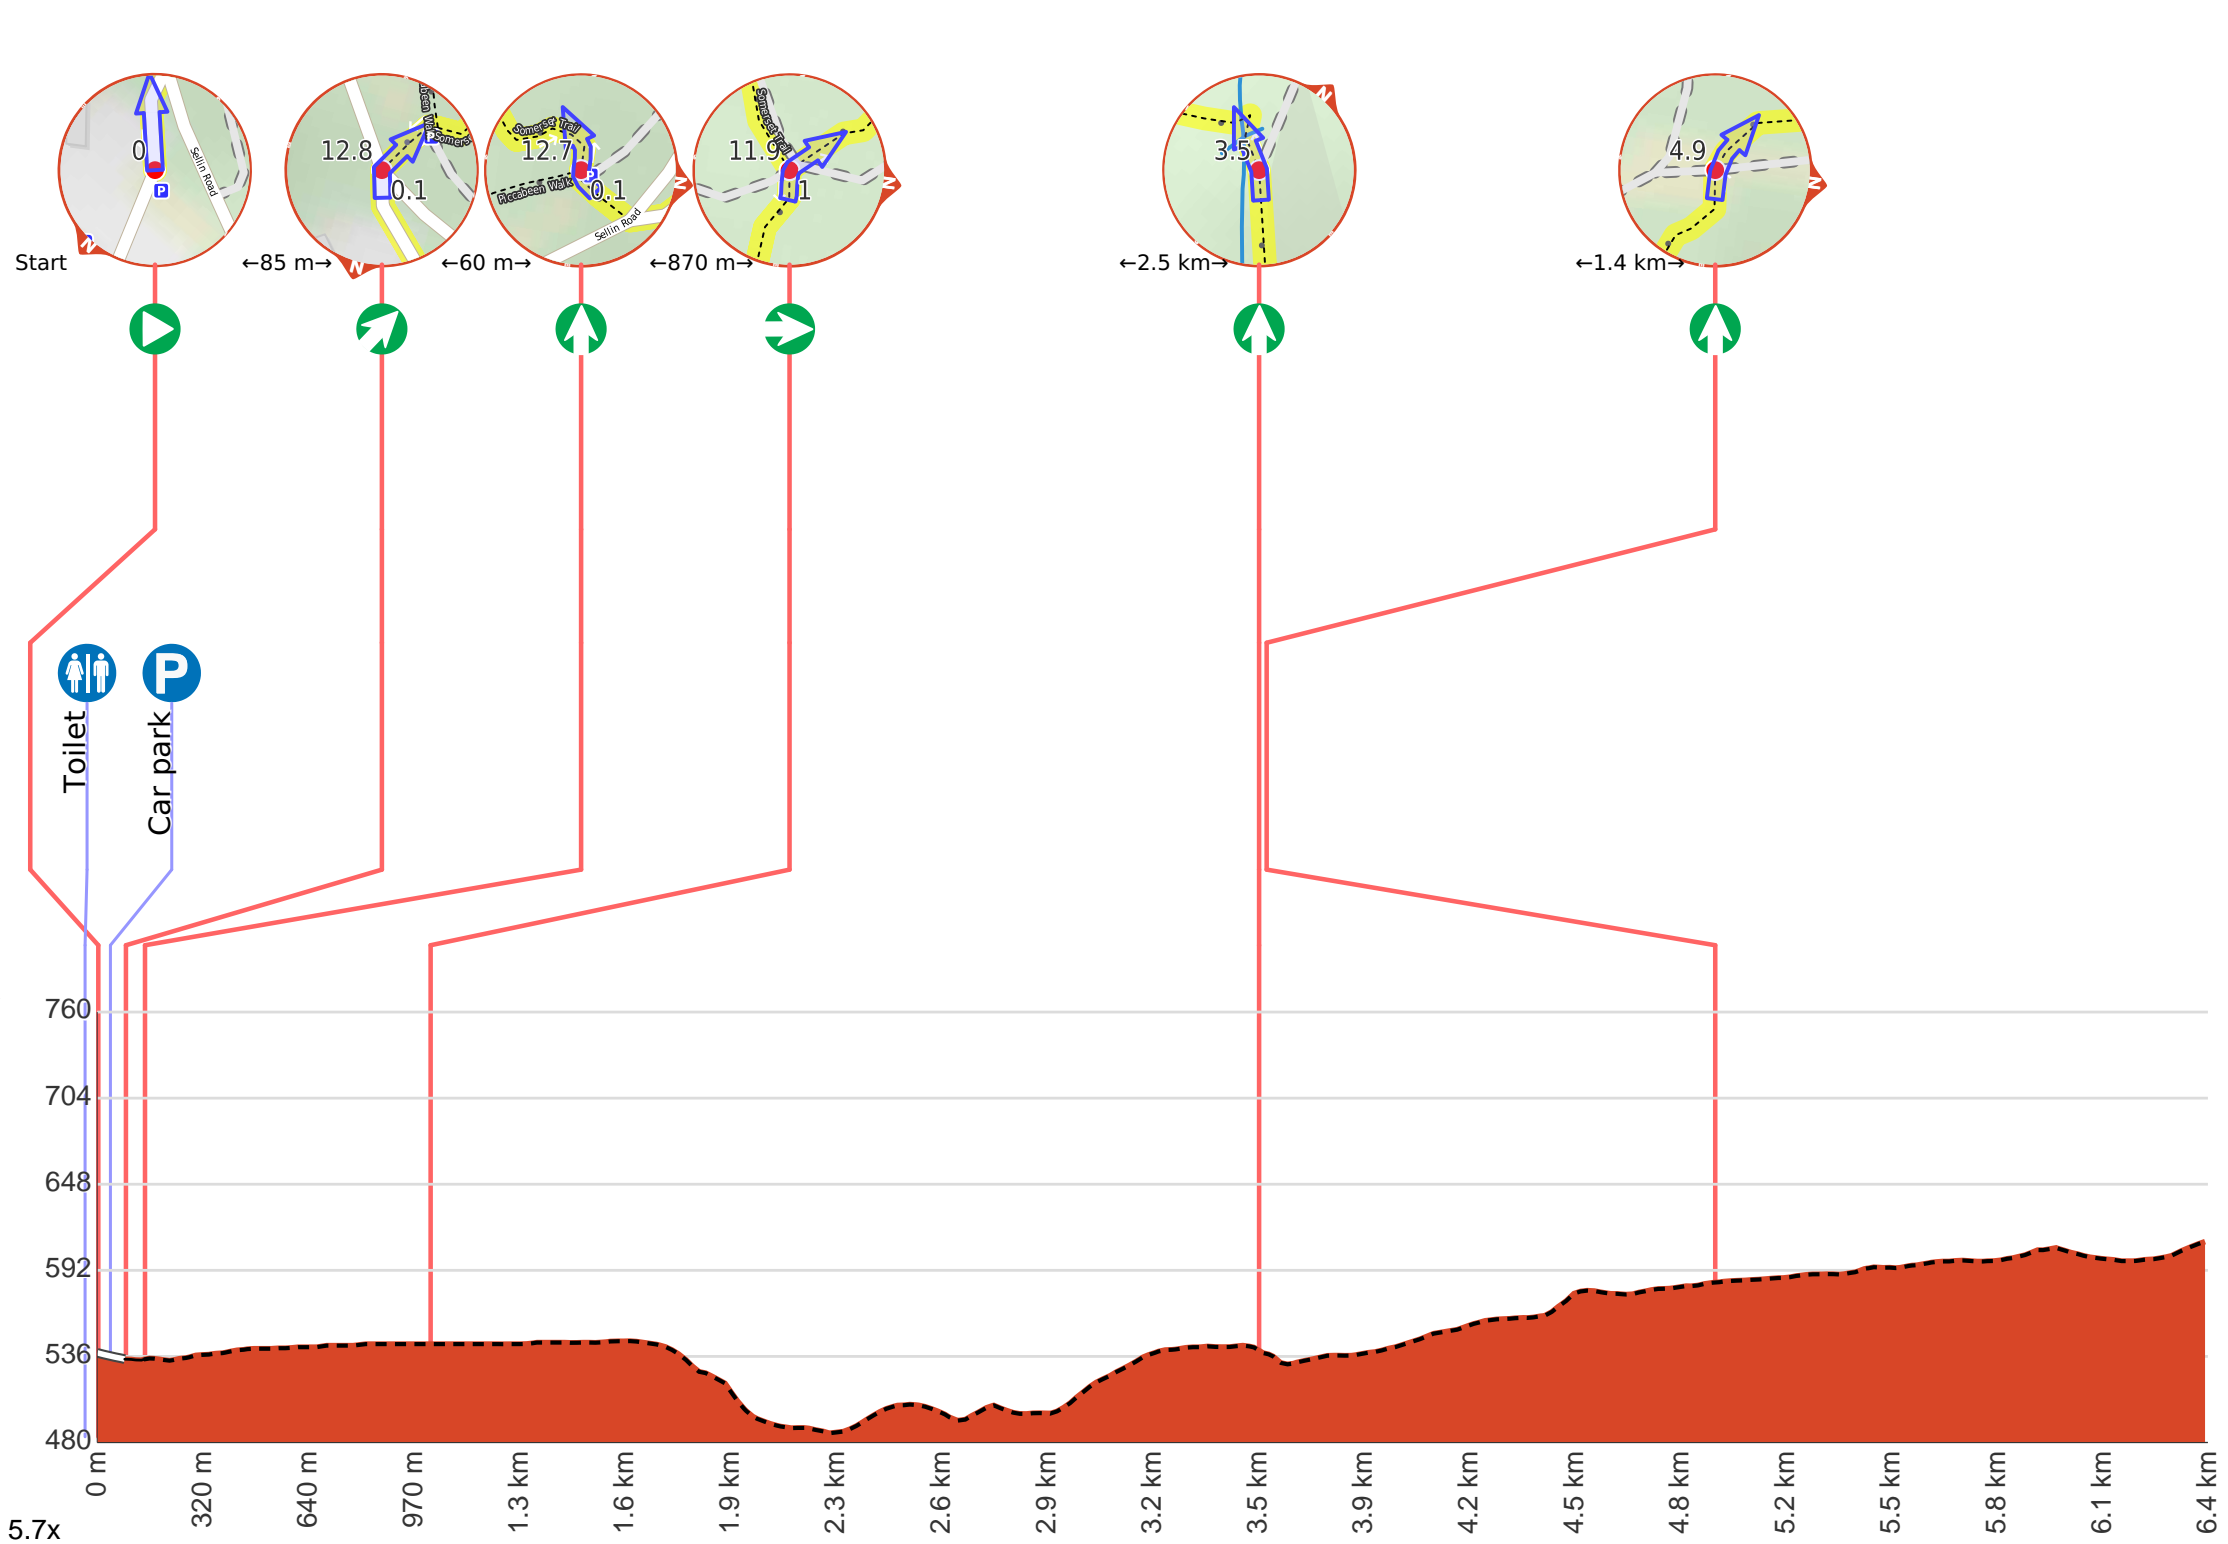 0
Sellin Road
P
N
Start
←85 m→
12.8
0.1
P
Somers
N
←60 m→
Somerset Trail
12.7
Piccabeen Walk
0.1
P
Sellin Road
N
←870 m→
Somerset Trail
11.9
1
N
←2.5 km→
3.5
N
←1.4 km→
4.9
N
Toilet
P
Car park
760
704
648
592
536
480
0 m
320 m
640 m
970 m
1.3 km
1.6 km
1.9 km
2.3 km
2.6 km
2.9 km
3.2 km
3.5 km
3.9 km
4.2 km
4.5 km
4.8 km
5.2 km
5.5 km
5.8 km
6.1 km
6.4 km
5.7x